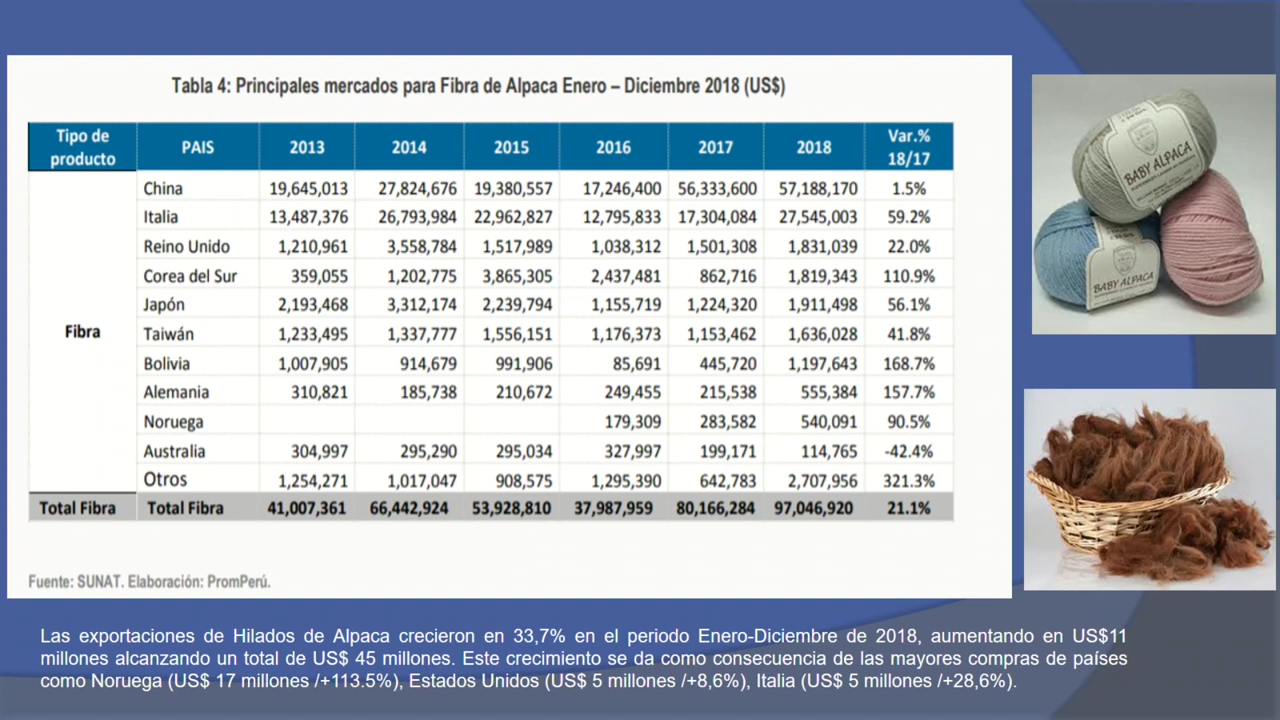 Tabla 4: Principales mercados para Fibra de Alpaca Enero – Diciembre 2018 (US$)
Tipo de producto PAIS 2013 2014 2015 2016 2017 2018 Var.% 18/17
China 19,645,013 27,824,676 19,380,557 17,246,400 56,333,600 57,188,170 1.5%
Italia 13,487,376 26,793,984 22,962,827 12,795,833 17,304,084 27,545,003 59.2%
Reino Unido 1,210,961 3,558,784 1,517,989 1,038,312 1,501,308 1,831,039 22.0%
Corea del Sur 359,055 1,202,775 3,865,305 2,437,481 862,716 1,819,343 110.9%
Japón 2,193,468 3,312,174 2,239,794 1,155,719 1,224,320 1,911,498 56.1%
Fibra
Taiwán 1,233,495 1,337,777 1,556,151 1,176,373 1,153,462 1,636,028 41.8%
Bolivia 1,007,905 914,679 991,906 85,691 445,720 1,197,643 168.7%
Alemania 310,821 185,738 210,672 249,455 215,538 555,384 157.7%
Noruega 179,309 283,582 540,091 90.5%
Australia 304,997 295,290 295,034 327,997 199,171 114,765 -42.4%
Otros 1,254,271 1,017,047 908,575 1,295,390 642,783 2,707,956 321.3%
Total Fibra Total Fibra 41,007,361 66,442,924 53,928,810 37,987,959 80,166,284 97,046,920 21.1%
Fuente: SUNAT. Elaboración: PromPerú.
BABY ALPACA
BABY ALPACA
Las exportaciones de Hilados de Alpaca crecieron en 33,7% en el periodo Enero-Diciembre de 2018, aumentando en US$11
millones alcanzando un total de US$ 45 millones. Este crecimiento se da como consecuencia de las mayores compras de países
como Noruega (US$ 17 millones /+113.5%), Estados Unidos (US$ 5 millones /+8,6%), Italia (US$ 5 millones /+28,6%).